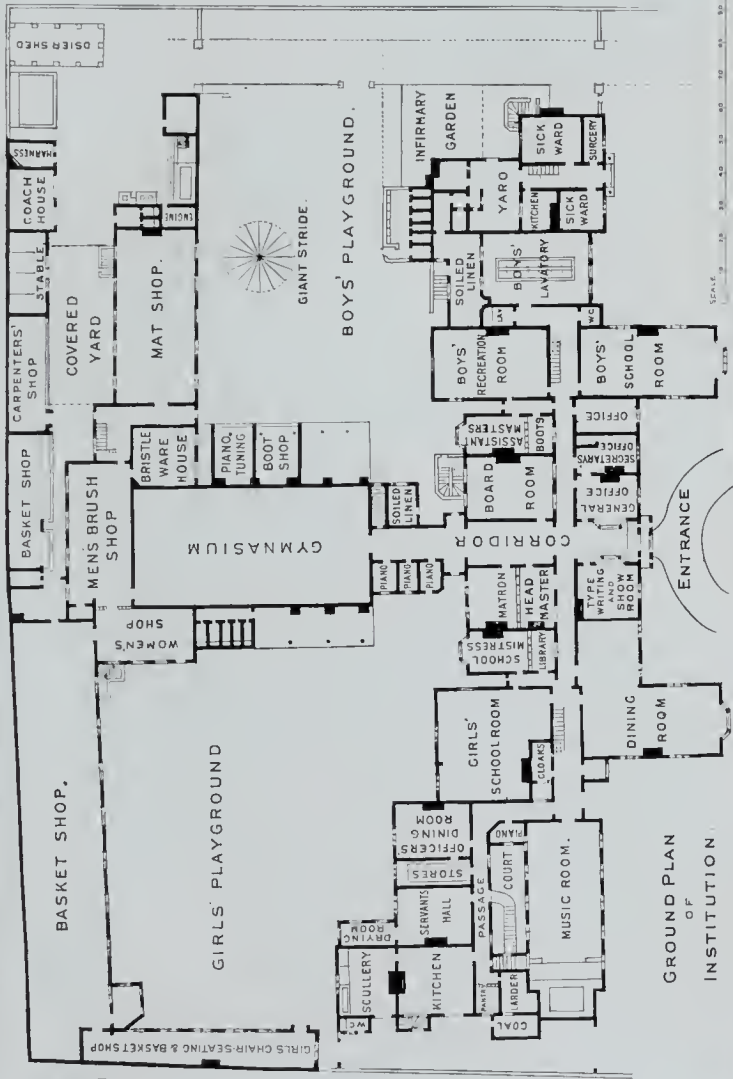 OSIER SHED
HARNESS
COACH
HOUSE
STABLE
CARPENTERS'
SHOP
BASKET SHOP
COVERED
YARD
ENGINE
MAT SHOP.
MEN'S BRUSH
SHOP
BRISTLE
WARE
HOUSE
WOMEN'S
SHOP
BASKET SHOP.
GIRLS CHAIR-SEATING & BASKET SHOP
GIRLS' PLAYGROUND
GYMNASIUM
PIANO
TUNING
BOOT
SHOP
GIANT STRIDE.
BOYS' PLAYGROUND.
INFIRMARY
GARDEN
SICK
WARD
SURGERY
YARD
KITCHEN
SICK
WARD
SOILED
LINEN
BOYS'
LAVATORY
LAV
W.C
BOYS'
RECREATION
ROOM
BOYS'
SCHOOL
ROOM
ASSISTANT
MASTERS
BOOTS
OFFICE
SECRETARY'S
OFFICE
GENERAL
OFFICE
BOARD
ROOM
SOILED
LINEN
PIANO
PIANO
PIANO
CORRIDOR
ENTRANCE
MATRON
HEAD
MASTER
TYPE
WRITING
AND
SHOW
ROOM
SCHOOL
MISTRESS
LIBRARY
DINING
ROOM
GIRLS'
SCHOOL ROOM
CLOAKS
OFFICERS'
DINING
ROOM
STORES
SERVANTS
HALL
DRYING
ROOM
SCULLERY
W.C
KITCHEN
PASSAGE
PIANO
COURT
PANTRY
LARDER
COAL
MUSIC ROOM.
GROUND PLAN
OF
INSTITUTION.
SCALE